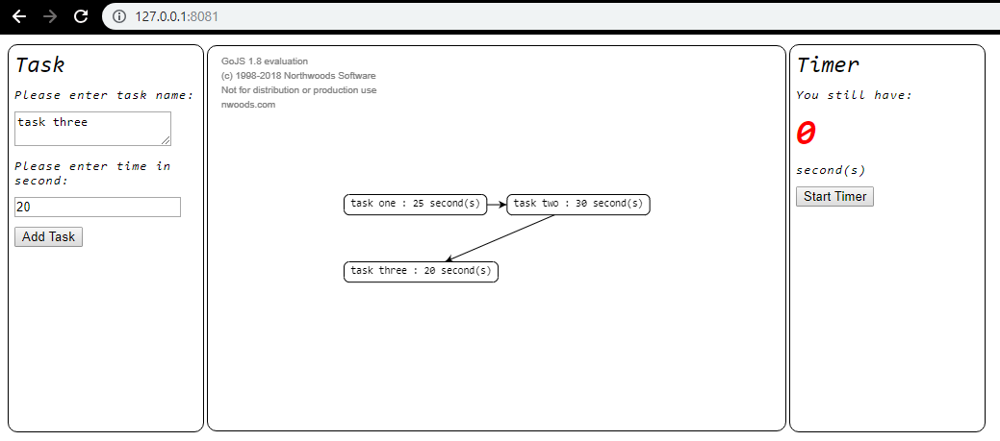 127.0.0.1:8081
Task
Please enter task name:
task three
Please enter time in
second:
20
Add Task
GoJS 1.8 evaluation
(c) 1998-2018 Northwoods Software
Not for distribution or production use
nwoods.com
task one : 25 second(s)
task two : 30 second(s)
task three : 20 second(s)
Timer
You still have:
0
second(s)
Start Timer